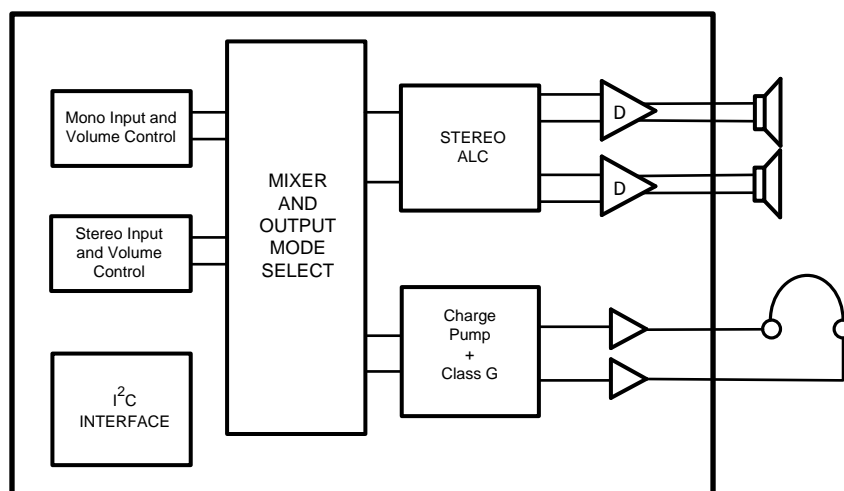 Mono Input and
Volume Control
Stereo Input
and Volume
Control
I²C
INTERFACE
MIXER
AND
OUTPUT
MODE
SELECT
STEREO
ALC
D
D
Charge
Pump
+
Class G